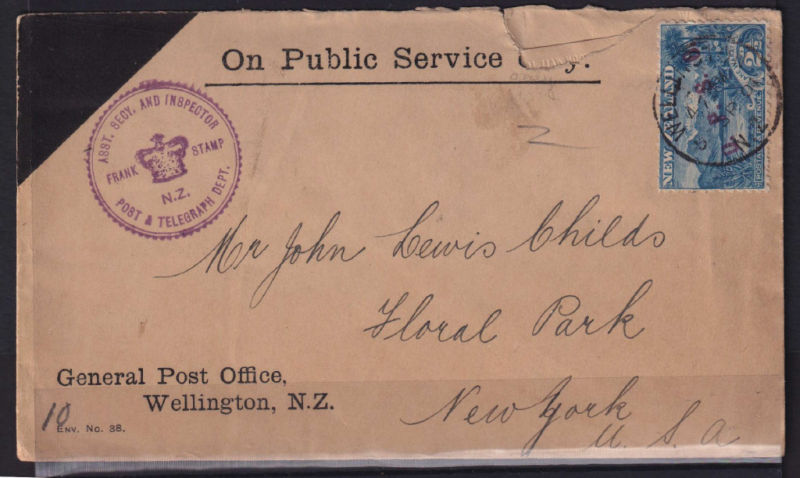 On Public Service Only.
ASST. SECY. AND INSPECTOR
FRANK STAMP
N.Z.
POST & TELEGRAPH DEPT.
NEW ZEALAND
Mr John Lewis Childs
Floral Park
New York
U. S. A
General Post Office,
Wellington, N.Z.
10
ENV. No. 38.